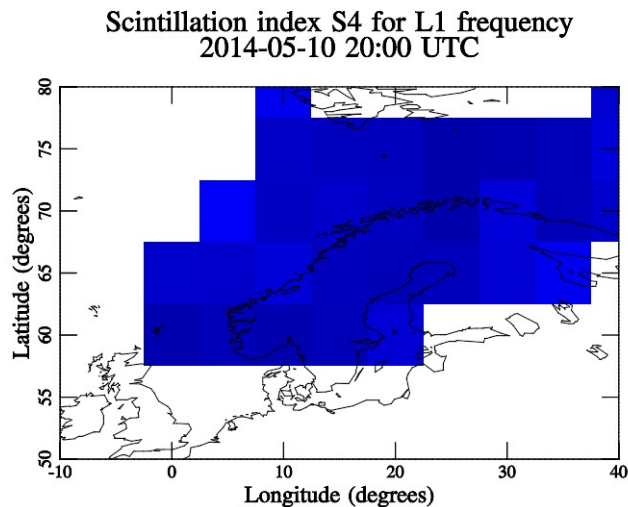 Scintillation index S4 for L1 frequency
2014-05-10 20:00 UTC
80
75
70
65
60
55
50
Latitude (degrees)
-10 0 10 20 30 40
Longitude (degrees)